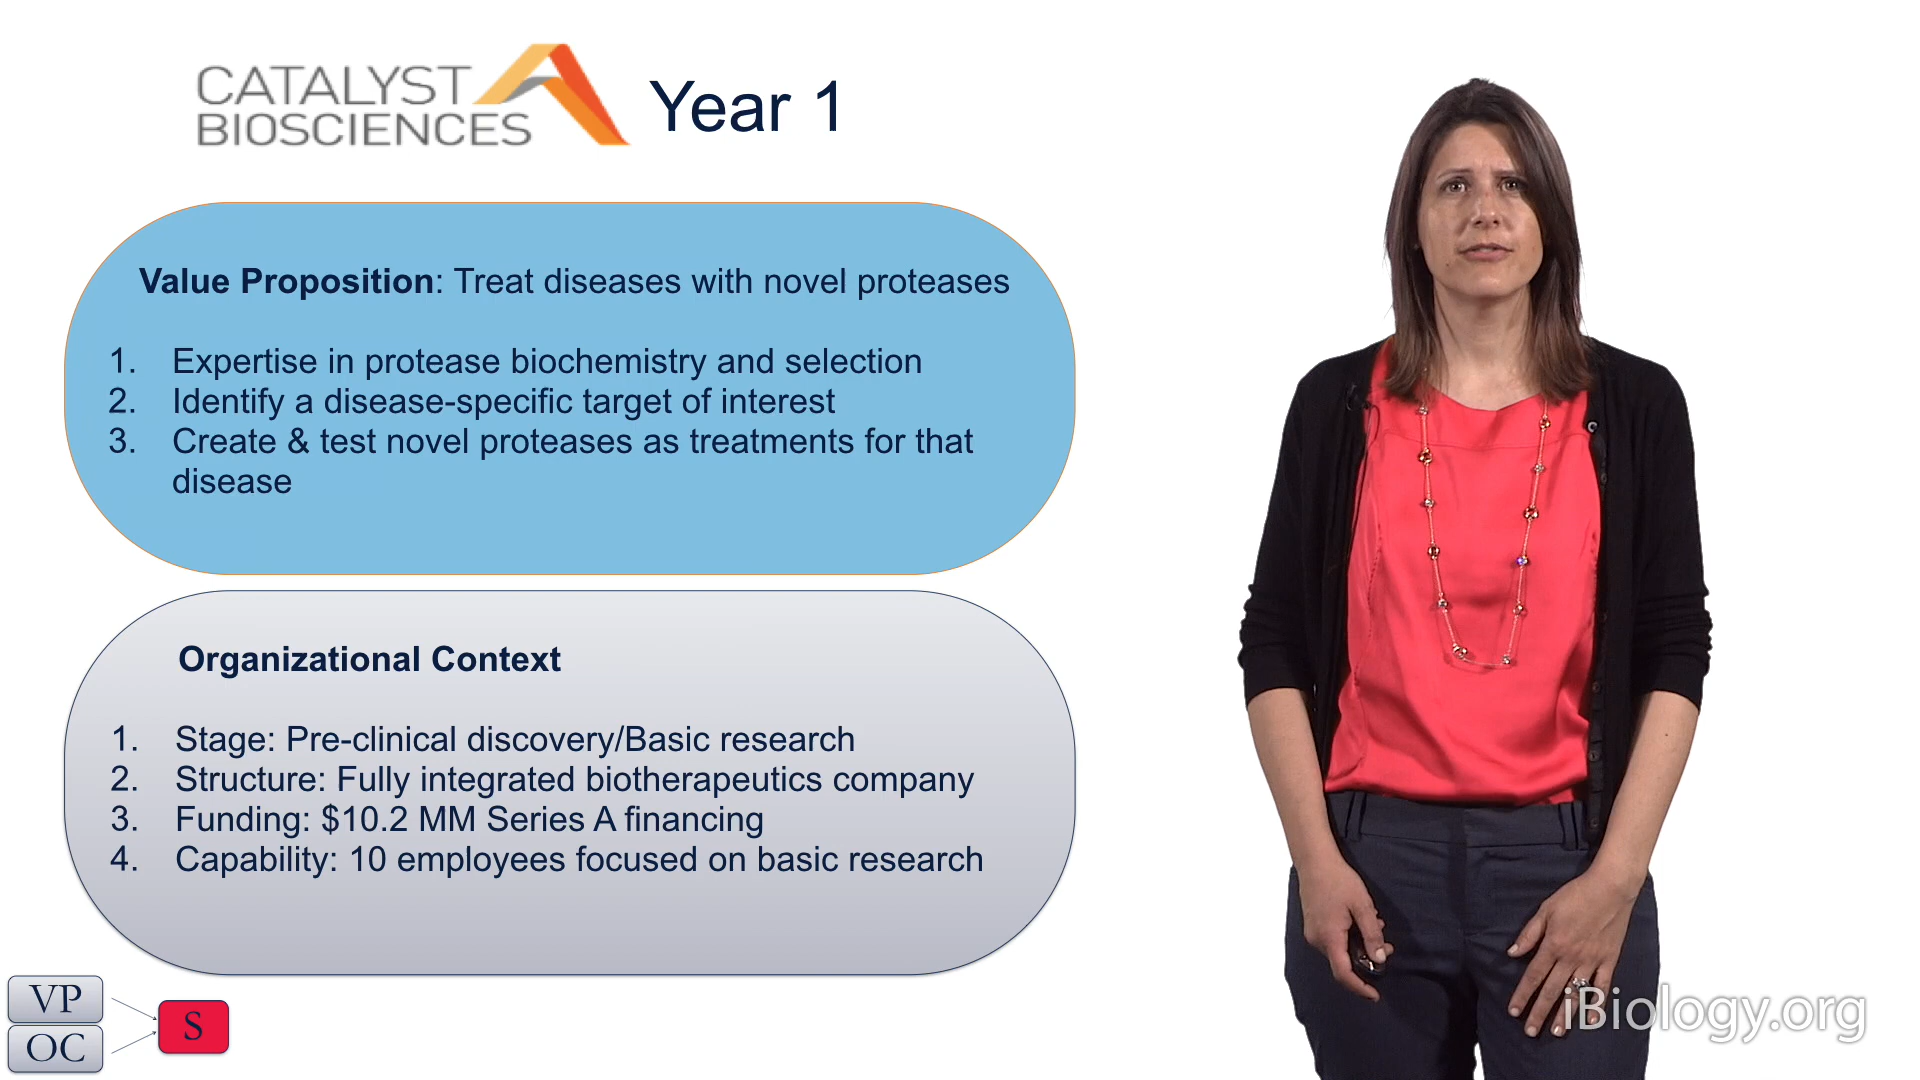 CATALYST
BIOSCIENCES
Year 1
Value Proposition: Treat diseases with novel proteases
1. Expertise in protease biochemistry and selection
2. Identify a disease-specific target of interest
3. Create & test novel proteases as treatments for that
disease
Organizational Context
1. Stage: Pre-clinical discovery/Basic research
2. Structure: Fully integrated biotherapeutics company
3. Funding: $10.2 MM Series A financing
4. Capability: 10 employees focused on basic research
VP
OC
S
iBiology.org